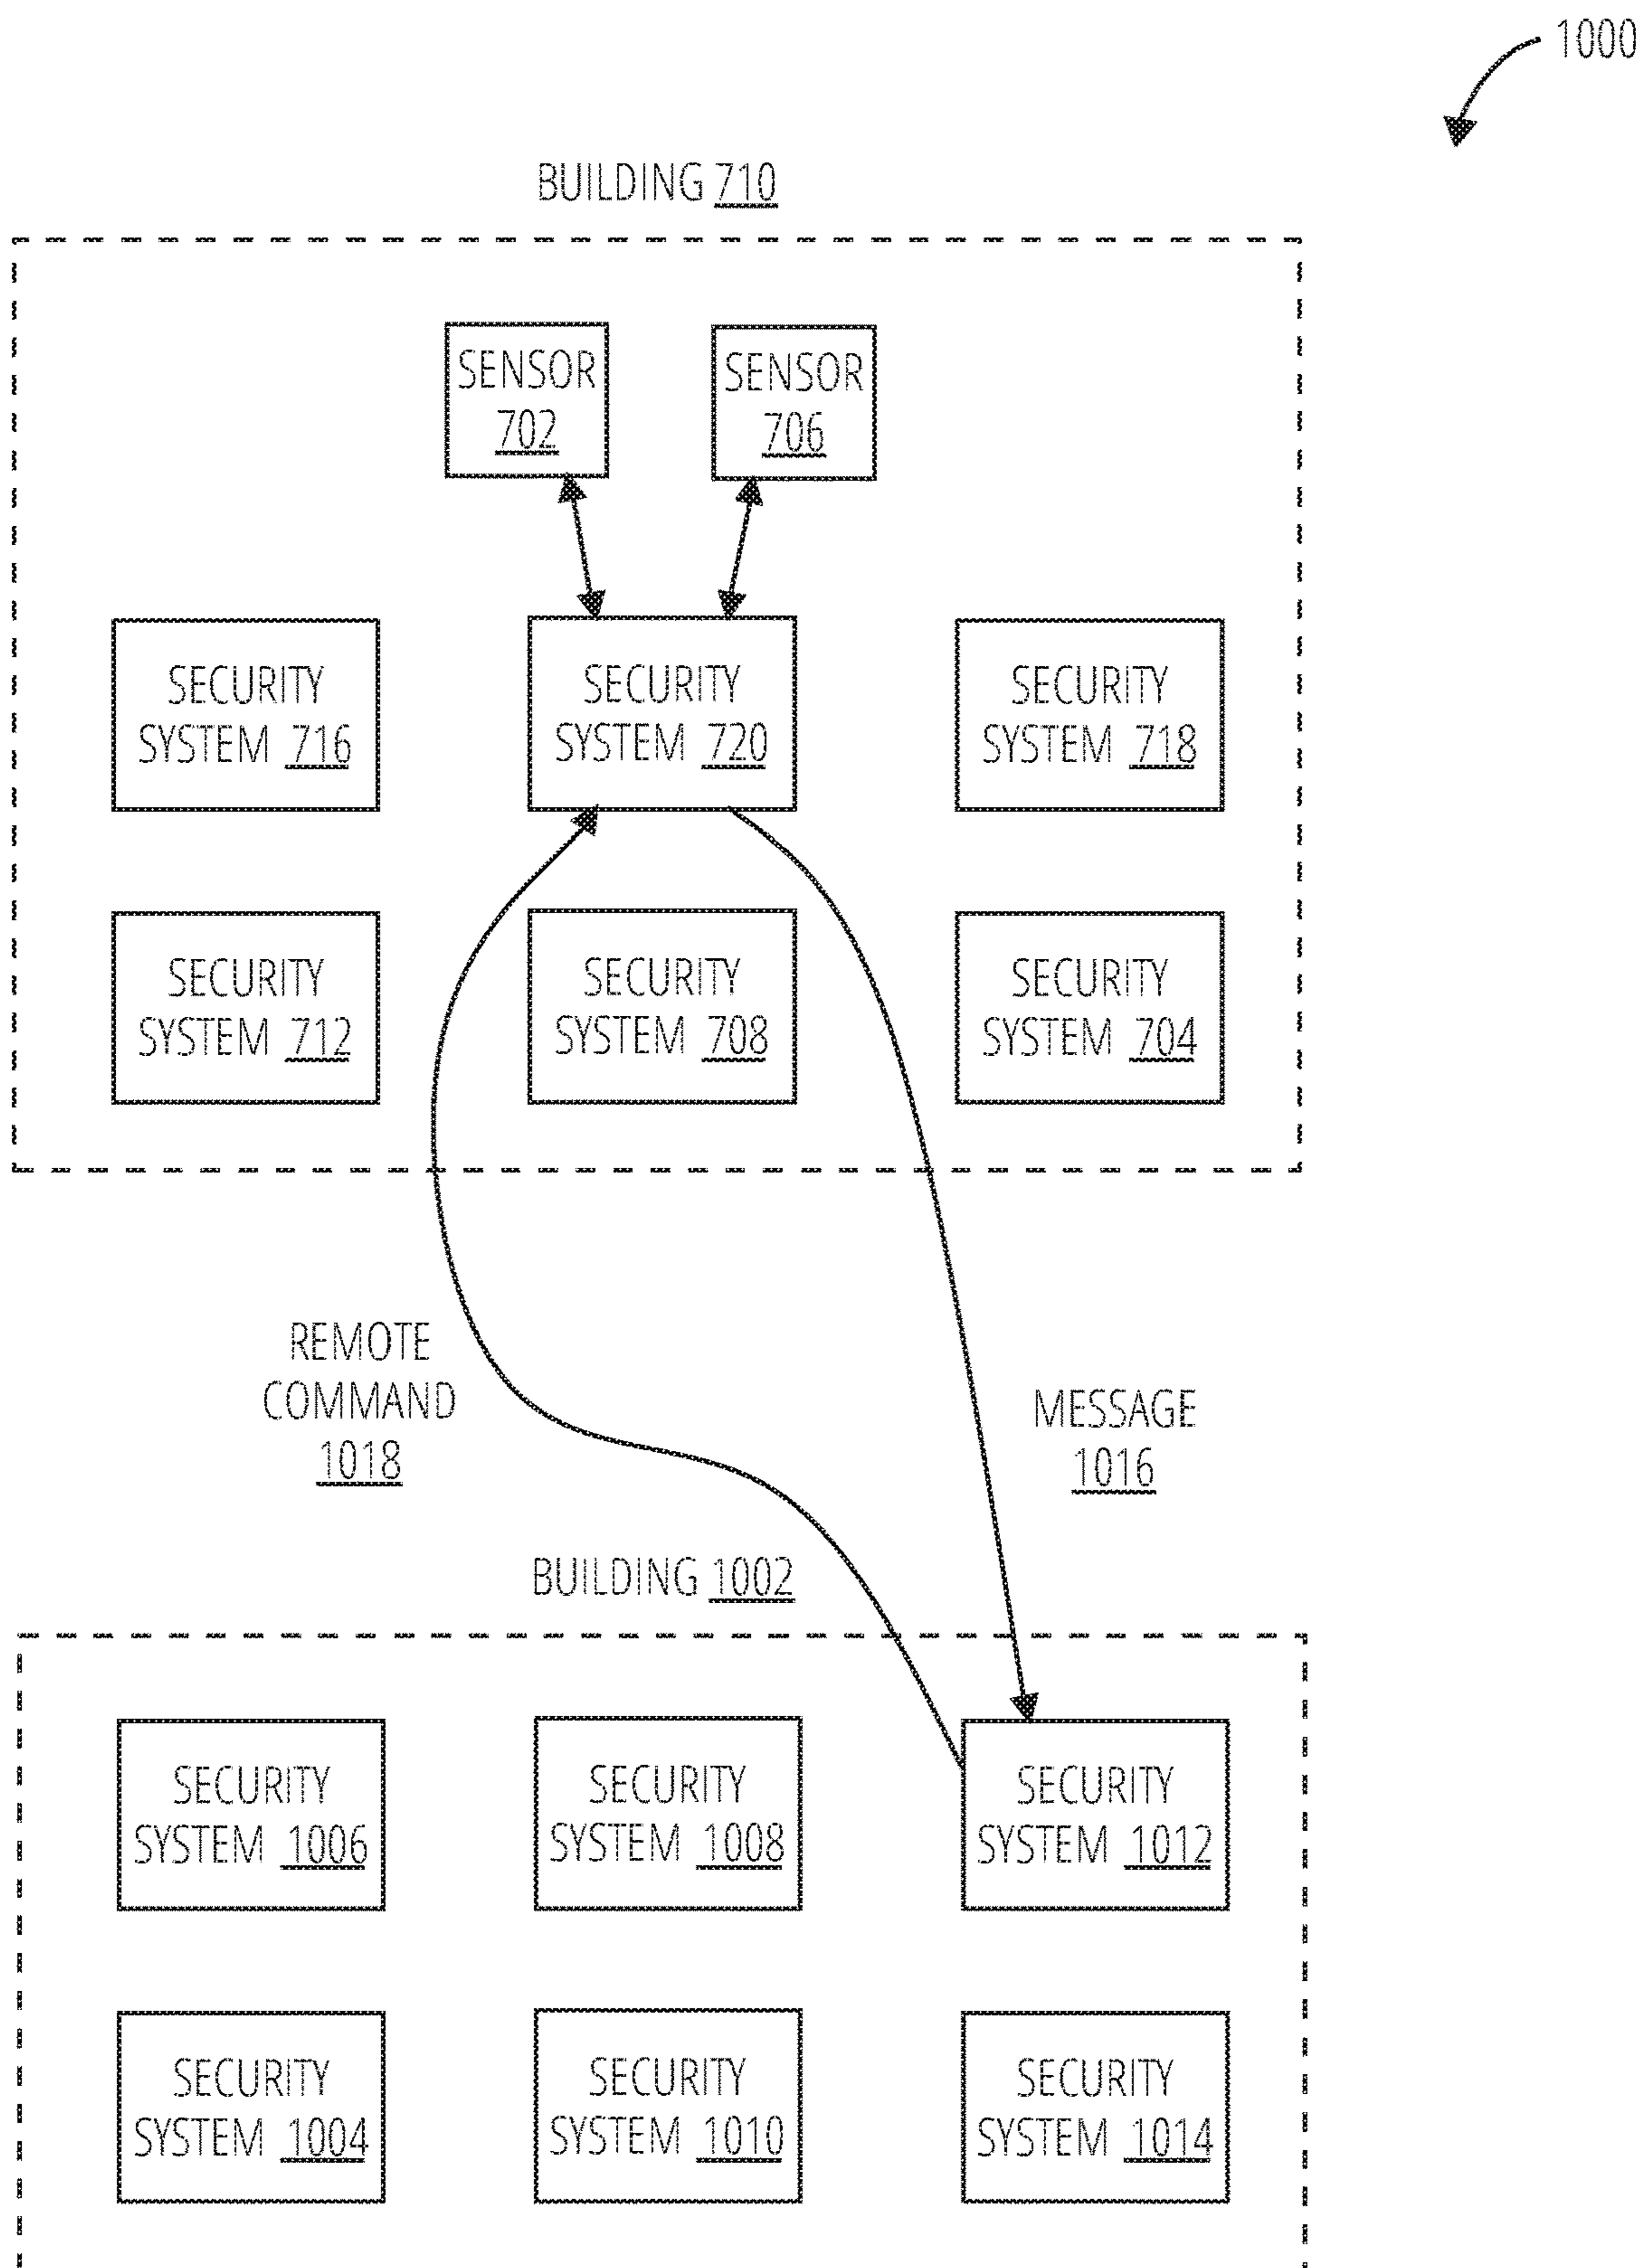 1000
BUILDING 710
SENSOR
702
SENSOR
706
SECURITY
SYSTEM 716
SECURITY
SYSTEM 720
SECURITY
SYSTEM 718
SECURITY
SYSTEM 712
SECURITY
SYSTEM 708
SECURITY
SYSTEM 704
REMOTE
COMMAND
1018
MESSAGE
1016
BUILDING 1002
SECURITY
SYSTEM 1006
SECURITY
SYSTEM 1008
SECURITY
SYSTEM 1012
SECURITY
SYSTEM 1004
SECURITY
SYSTEM 1010
SECURITY
SYSTEM 1014